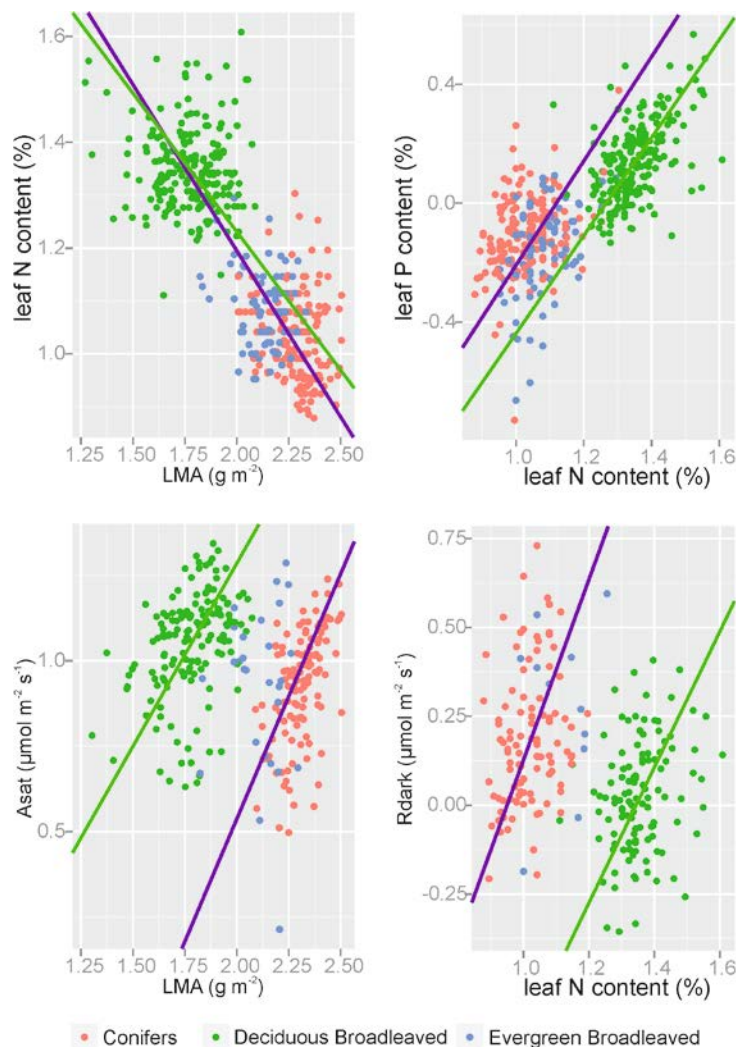 1.6
1.4
1.2
1.0
leaf N content (%)
1.25 1.50 1.75 2.00 2.25 2.50
LMA (g m⁻²)
0.4
0.0
-0.4
leaf P content (%)
1.0 1.2 1.4 1.6
leaf N content (%)
1.0
0.5
Asat (μmol m⁻² s⁻¹)
1.25 1.50 1.75 2.00 2.25 2.50
LMA (g m⁻²)
0.75
0.50
0.25
0.00
-0.25
Rdark (μmol m⁻² s⁻¹)
1.0 1.2 1.4 1.6
leaf N content (%)
Conifers Deciduous Broadleaved Evergreen Broadleaved